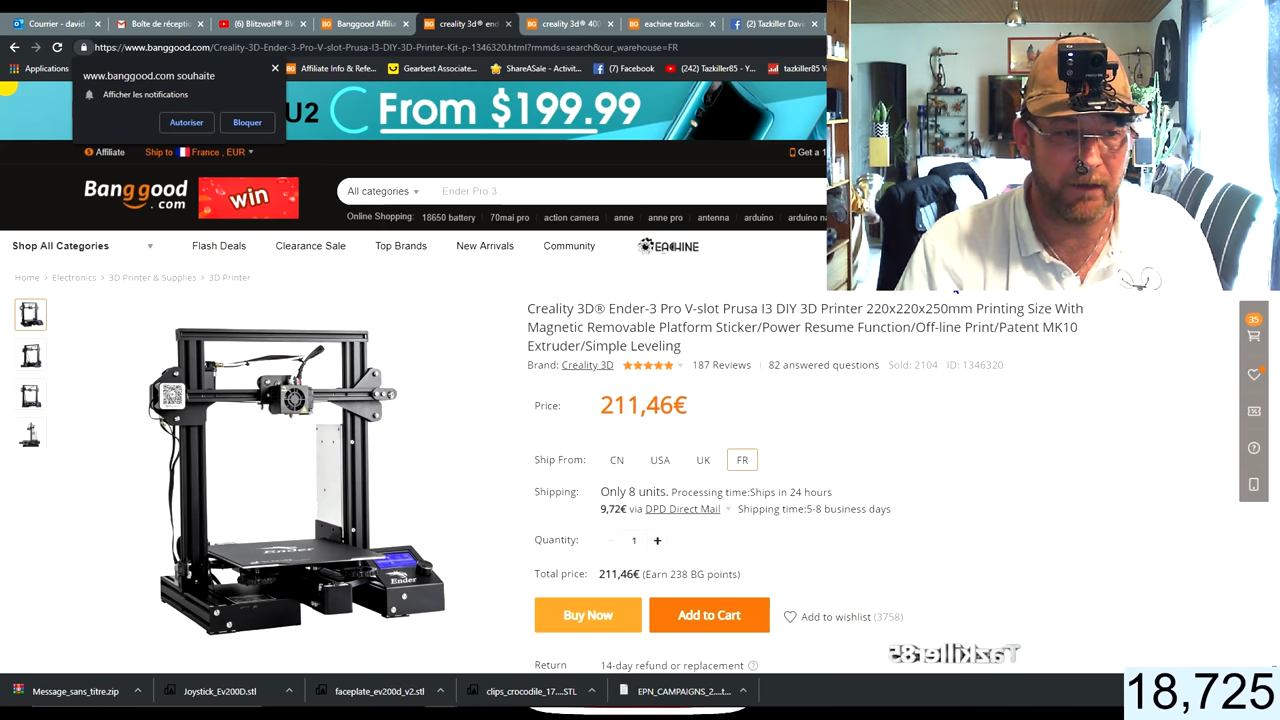 Courrier - david
Boîte de réceptio
(6) Blitzwolf® BW
Banggood Affilia
creality 3d® end
creality 3d® 400
eachine trashcan
(2) Tazkiller Dave
https://www.banggood.com/Creality-3D-Ender-3-Pro-V-slot-Prusa-I3-DIY-3D-Printer-Kit-p-1346320.html?rmmds=search&cur_warehouse=FR
Applications
Affiliate Info & Refe...
Gearbest Associate...
ShareASale - Activit...
(7) Facebook
(242) Tazkiller85 - Y...
tazkiller85 Yo
www.banggood.com souhaite
Afficher les notifications
Autoriser
Bloquer
U2
From $199.99
Affiliate
Ship to France , EUR
Get a 1
Banggood
.com
win
All categories
Ender Pro 3
Online Shopping: 18650 battery 70mai pro action camera anne anne pro antenna arduino arduino na
Shop All Categories
Flash Deals
Clearance Sale
Top Brands
New Arrivals
Community
EACHINE
Home > Electronics > 3D Printer & Supplies > 3D Printer
Creality 3D® Ender-3 Pro V-slot Prusa I3 DIY 3D Printer 220x220x250mm Printing Size With
Magnetic Removable Platform Sticker/Power Resume Function/Off-line Print/Patent MK10
Extruder/Simple Leveling
Brand: Creality 3D 187 Reviews 82 answered questions Sold: 2104 ID: 1346320
35
Price: 211,46€
Ship From: CN USA UK FR
Shipping: Only 8 units. Processing time:Ships in 24 hours
9,72€ via DPD Direct Mail Shipping time:5-8 business days
Quantity: - 1 +
Total price: 211,46€ (Earn 238 BG points)
Ender
Ender
Buy Now
Add to Cart
Add to wishlist (3758)
TazKiller85
Return 14-day refund or replacement
Message_sans_titre.zip
Joystick_Ev200D.stl
faceplate_ev200d_v2.stl
clips_crocodile_17....STL
EPN_CAMPAIGNS_2....t...
18,725